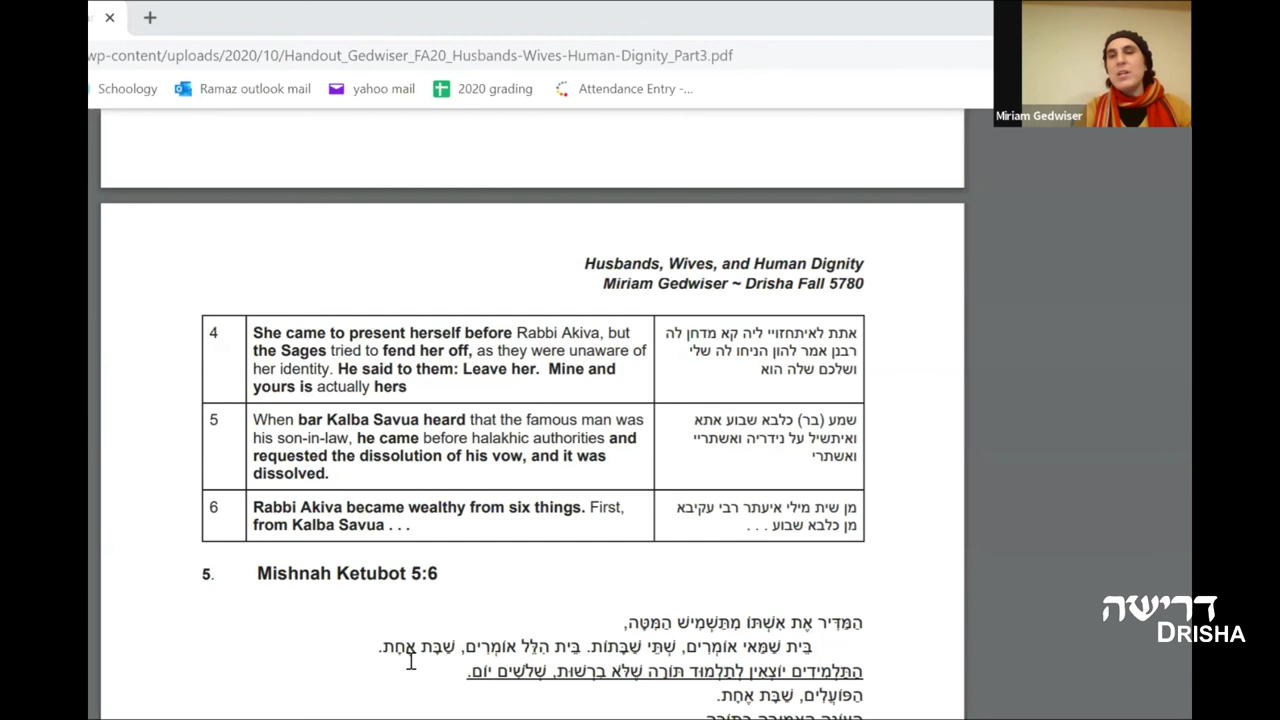 wp-content/uploads/2020/10/Handout_Gedwiser_FA20_Husbands-Wives-Human-Dignity_Part3.pdf
Schoology
Ramaz outlook mail
yahoo mail
2020 grading
Attendance Entry -...
Miriam Gedwiser
Husbands, Wives, and Human Dignity
Miriam Gedwiser ~ Drisha Fall 5780
4
She came to present herself before Rabbi Akiva, but
the Sages tried to fend her off, as they were unaware of
her identity. He said to them: Leave her. Mine and
yours is actually hers
אתת לאיתחזויי ליה קא מדחן לה
רבנן אמר להון הניחו לה שלי
ושלכם שלה הוא
5
When bar Kalba Savua heard that the famous man was
his son-in-law, he came before halakhic authorities and
requested the dissolution of his vow, and it was
dissolved.
שמע (בר) כלבא שבוע אתא
ואיתשיל על נידריה ואשתריי
ואשתרי
6
Rabbi Akiva became wealthy from six things. First,
from Kalba Savua . . .
מן שית מילי איעתר רבי עקיבא
מן כלבא שבוע . . .
5. Mishnah Ketubot 5:6
הַמַּדִּיר אֶת אִשְׁתּוֹ מִתַּשְׁמִישׁ הַמִּטָּה,
בֵּית שַׁמַּאי אוֹמְרִים, שְׁתֵּי שַׁבָּתוֹת. בֵּית הִלֵּל אוֹמְרִים, שַׁבָּת אֶחָת.
הַתַּלְמִידִים יוֹצְאִין לְתַלְמוּד תּוֹרָה שֶׁלֹּא בִרְשׁוּת, שְׁלֹשִׁים יוֹם.
הַפּוֹעֲלִים, שַׁבָּת אֶחָת.
דרישה
DRISHA